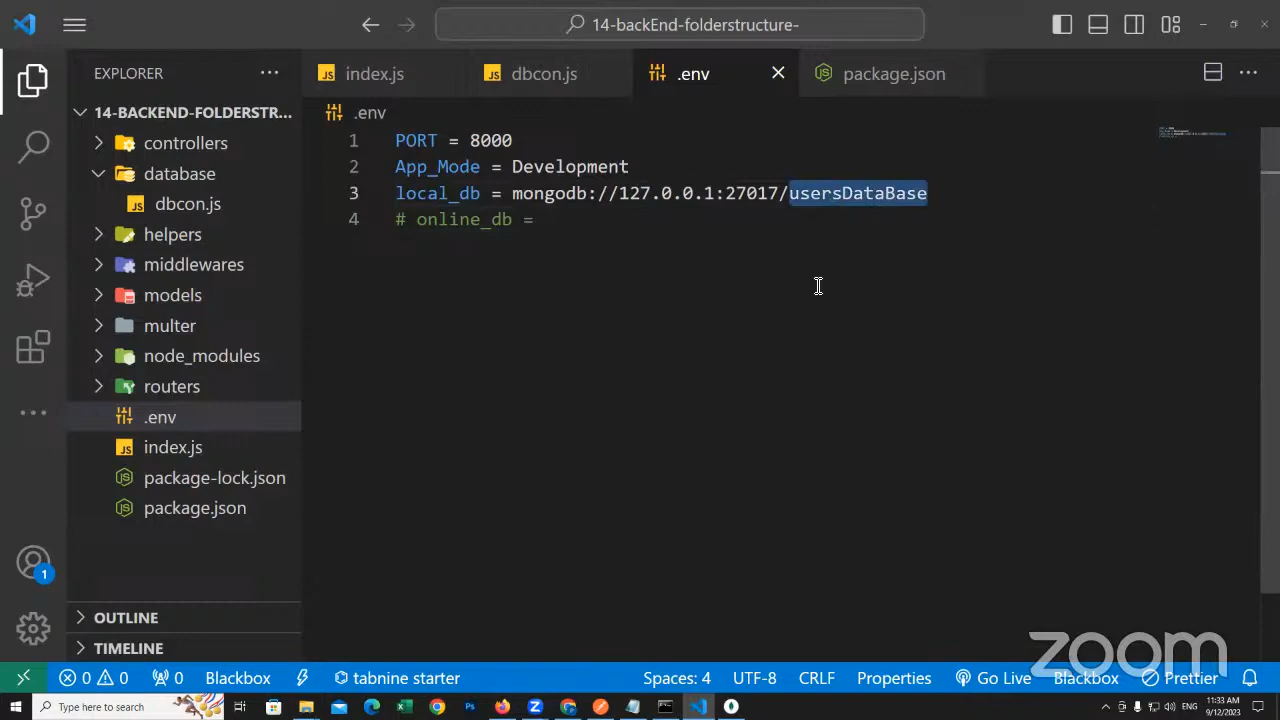 14-backEnd-folderstructure-
EXPLORER
index.js
dbcon.js
.env
package.json
14-BACKEND-FOLDERSTR...
.env
controllers
1 PORT = 8000
database
2 App_Mode = Development
dbcon.js
3 local_db = mongodb://127.0.0.1:27017/usersDataBase
4 # online_db =
helpers
middlewares
models
multer
node_modules
routers
.env
index.js
package-lock.json
package.json
1
OUTLINE
TIMELINE
zoom
0 0 0 Blackbox tabnine starter Spaces: 4 UTF-8 CRLF Properties Go Live Blackbox Prettier
Type here to search
11:33 AM
9/12/2023